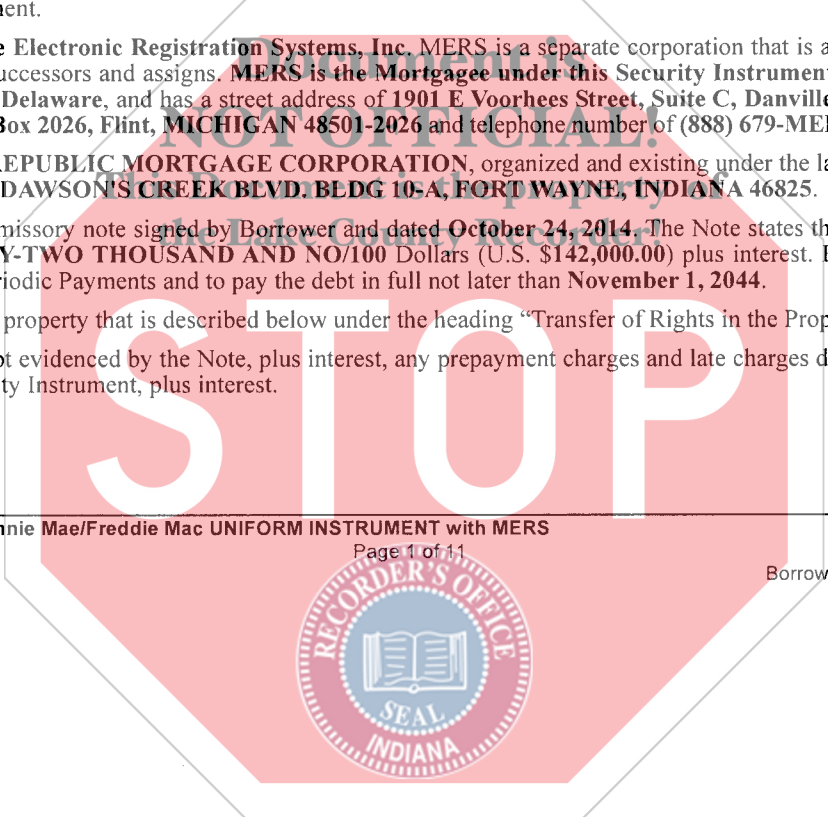 ent.
e Electronic Registration Systems, Inc. MERS is a separate corporation that is a
uccessors and assigns. MERS is the Mortgagee under this Security Instrument
Delaware, and has a street address of 1901 E Voorhees Street, Suite C, Danville
Box 2026, Flint, MICHIGAN 48501-2026 and telephone number of (888) 679-MER
EPUBLIC MORTGAGE CORPORATION, organized and existing under the la
DAWSON'S CREEK BLVD. BLDG 10-A, FORT WAYNE, INDIANA 46825.
missory note signed by Borrower and dated October 24, 2014. The Note states th
Y-TWO THOUSAND AND NO/100 Dollars (U.S. $142,000.00) plus interest. B
riodic Payments and to pay the debt in full not later than November 1, 2044.
property that is described below under the heading “Transfer of Rights in the Prop
ot evidenced by the Note, plus interest, any prepayment charges and late charges d
ty Instrument, plus interest.
Document is
NOT OFFICIAL!
This Document is the property of
the Lake County Recorder!
STOP
nnie Mae/Freddie Mac UNIFORM INSTRUMENT with MERS
Page 1 of 11
Borrow
RECORDER'S OFFICE
SEAL
INDIANA